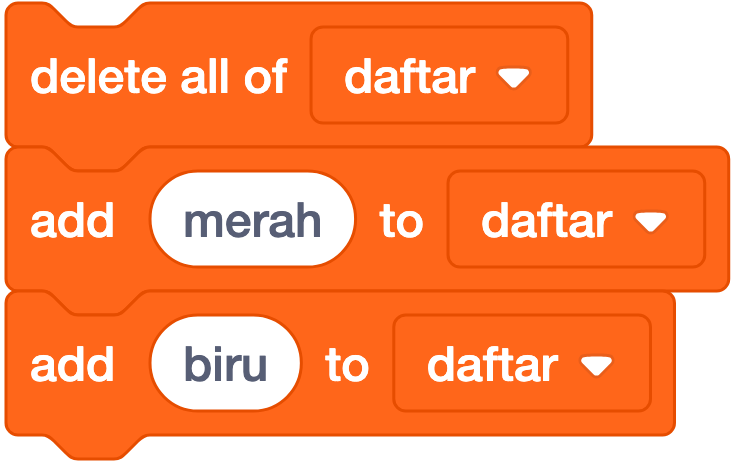 delete all of daftar
add merah to daftar
add biru to daftar